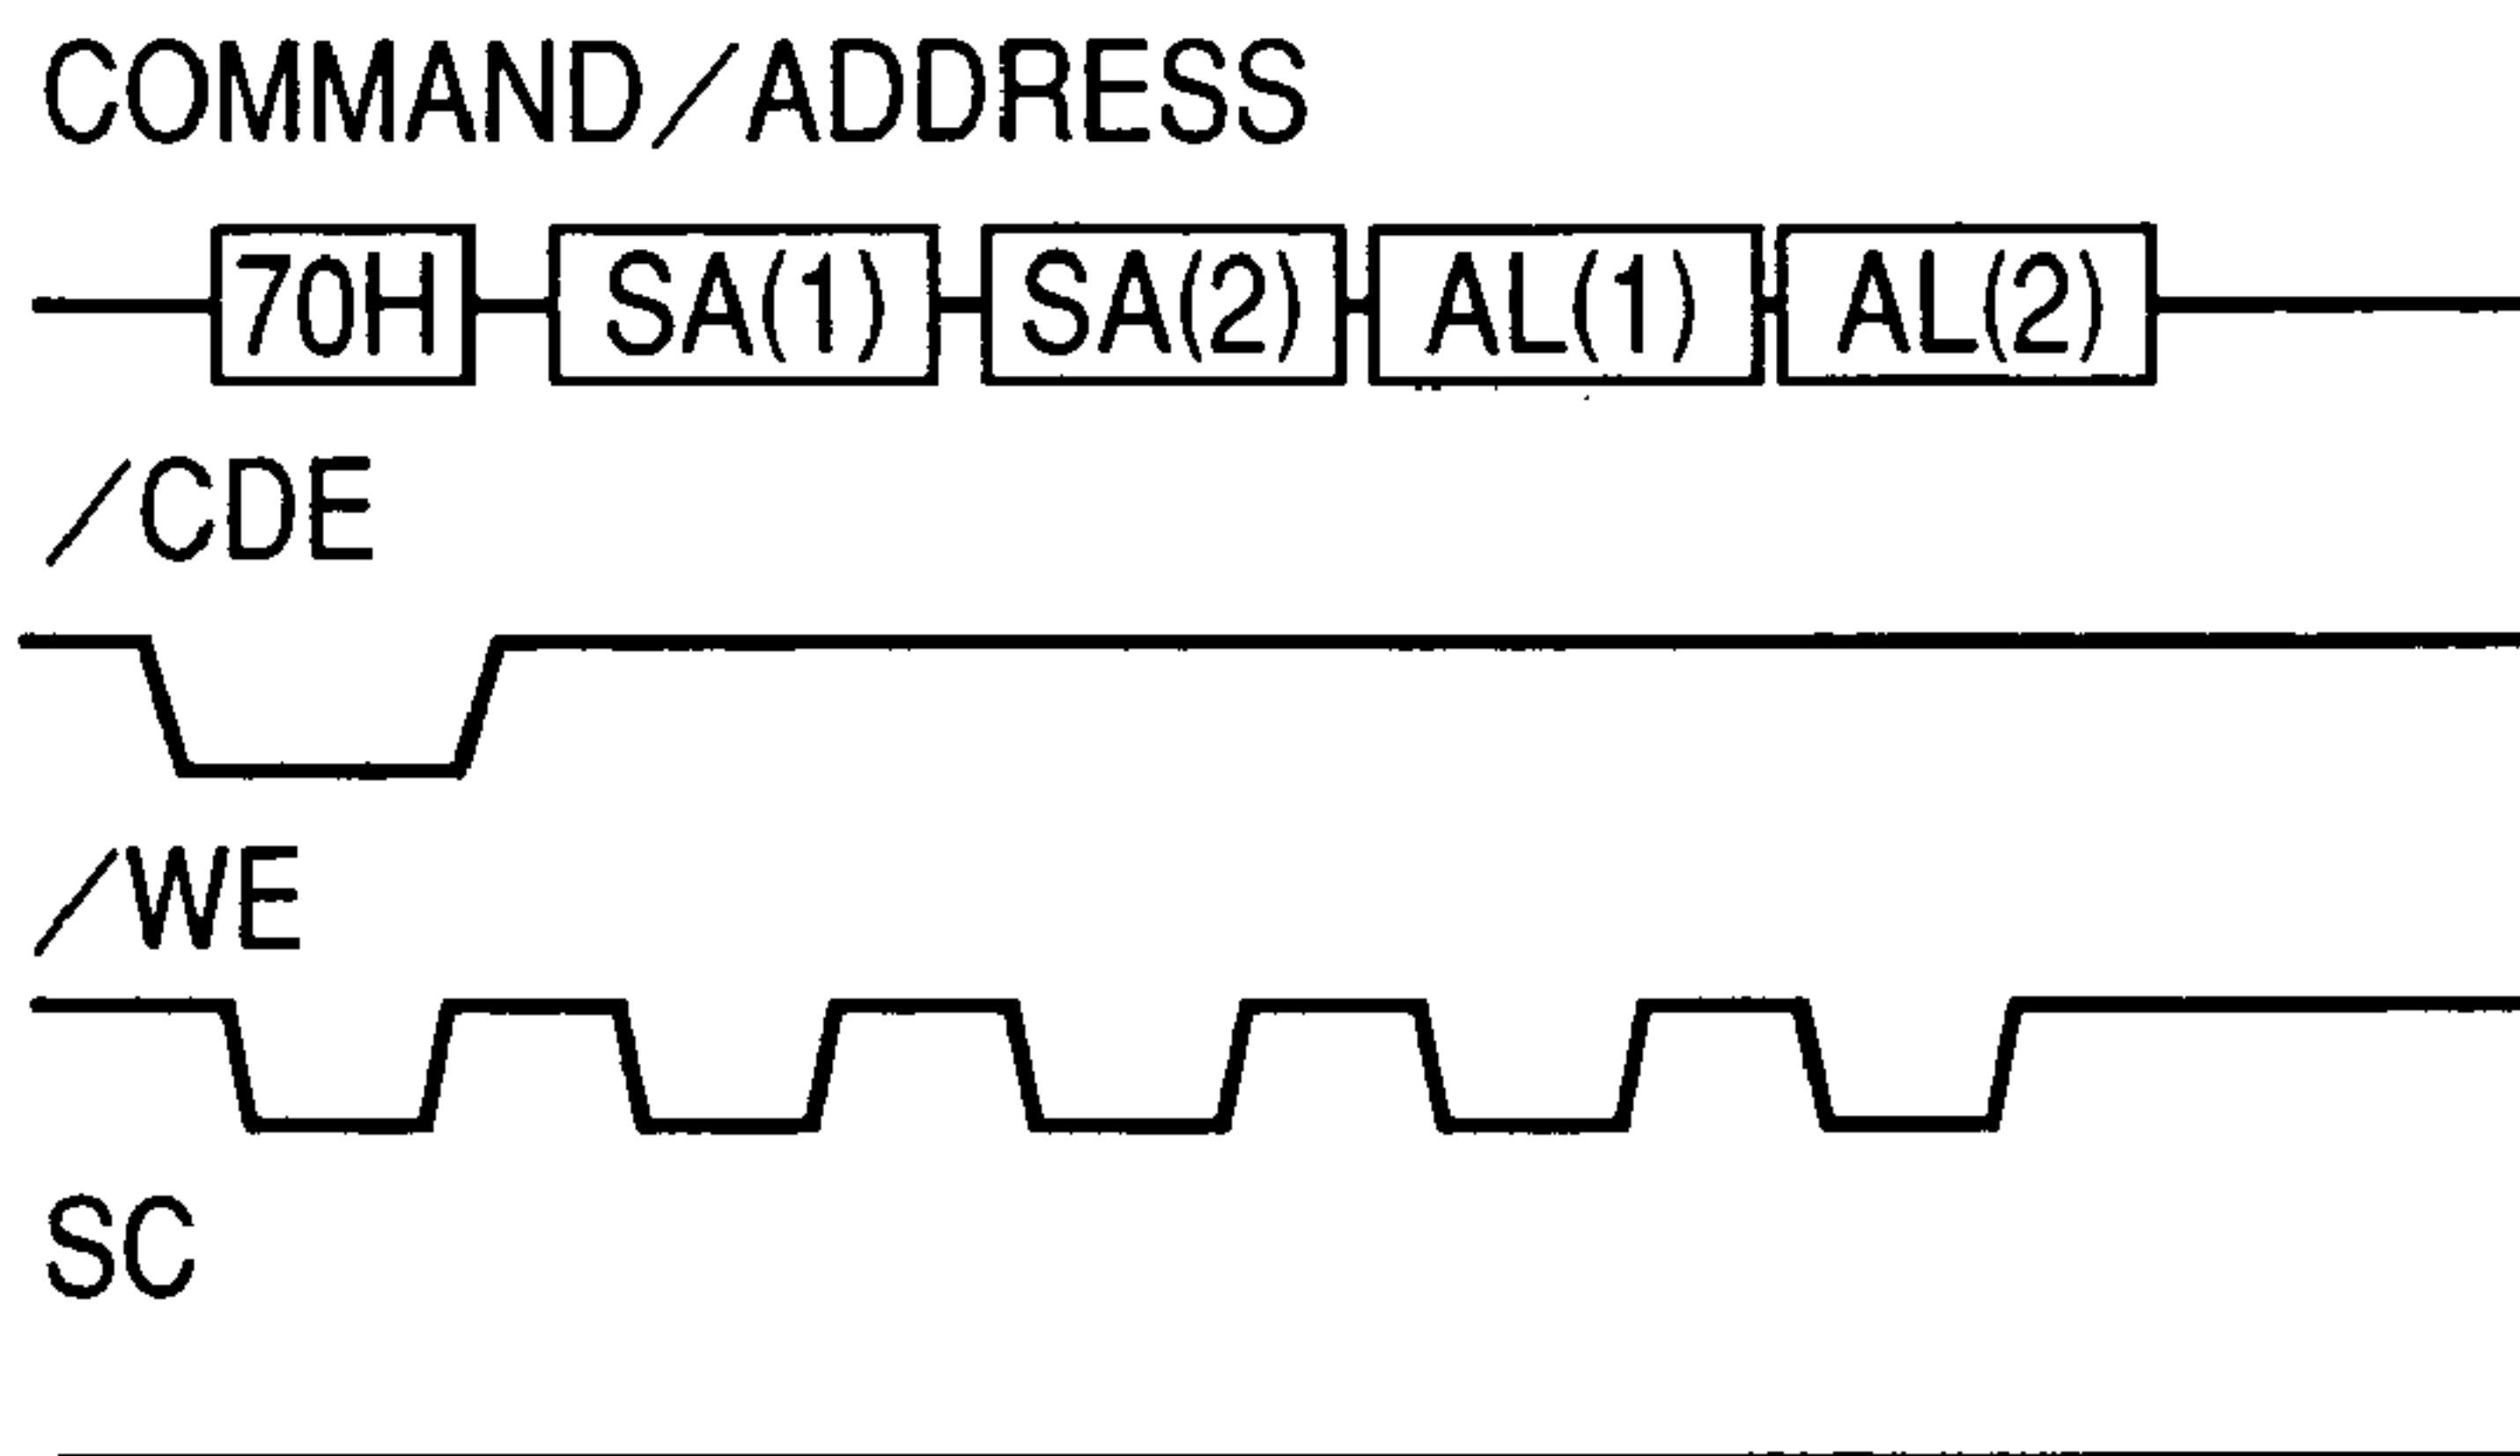 COMMAND/ADDRESS
70H SA(1) SA(2) AL(1) AL(2)
/CDE
/WE
SC